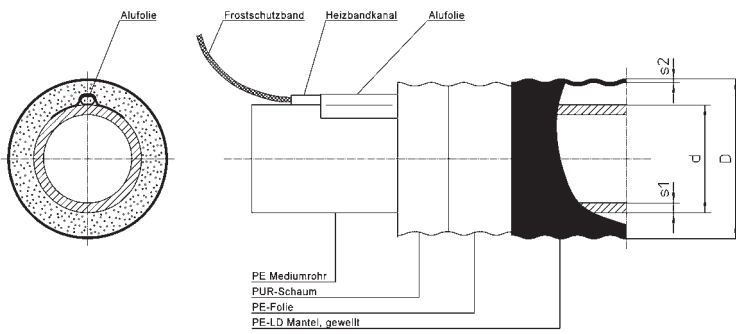 Alufolie
Frostschutzband
Heizbandkanal
Alufolie
s2
d
D
s1
PE Mediumrohr
PUR-Schaum
PE-Folie
PE-LD Mantel, gewellt